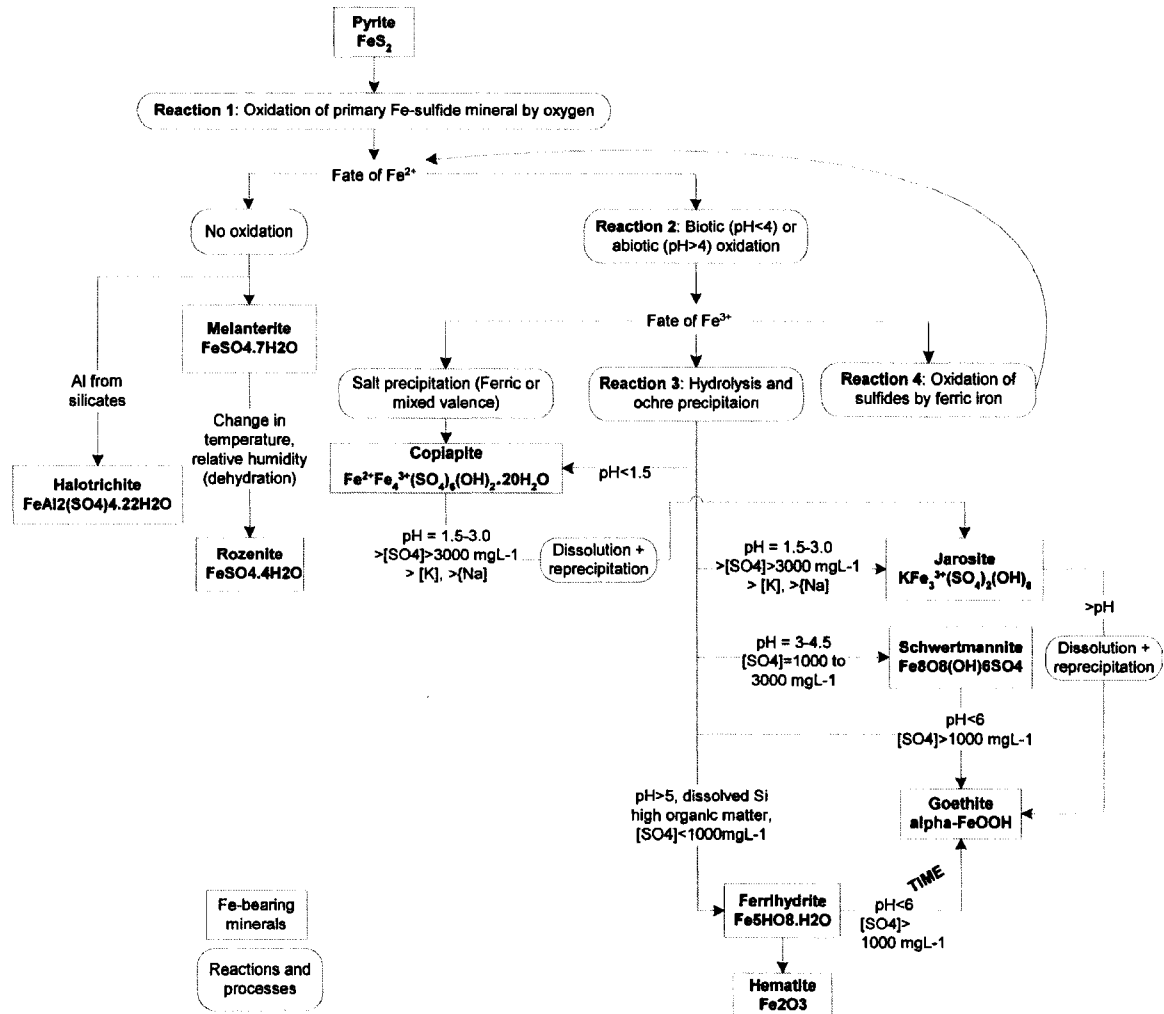 Pyrite
FeS₂
Reaction 1: Oxidation of primary Fe-sulfide mineral by oxygen
Fate of Fe²⁺
No oxidation
Reaction 2: Biotic (pH<4) or
abiotic (pH>4) oxidation
Fate of Fe³⁺
Melanterite
FeSO4.7H2O
Al from
silicates
Salt precipitation (Ferric or
mixed valence)
Reaction 3: Hydrolysis and
ochre precipitaion
Reaction 4: Oxidation of
sulfides by ferric iron
Change in
temperature,
relative humidity
(dehydration)
Copiapite
Fe²⁺Fe₄³⁺(SO₄)₆(OH)₂.20H₂O
pH<1.5
Halotrichite
FeAl2(SO4)4.22H2O
Rozenite
FeSO4.4H2O
pH = 1.5-3.0
>[SO4]>3000 mgL-1
> [K], >{Na]
Dissolution +
reprecipitation
pH = 1.5-3.0
>[SO4]>3000 mgL-1
> [K], >{Na]
Jarosite
KFe₃³⁺(SO₄)₂(OH)₆
>pH
pH = 3-4.5
[SO4]=1000 to
3000 mgL-1
Schwertmannite
Fe8O8(OH)6SO4
Dissolution +
reprecipitation
pH<6
[SO4]>1000 mgL-1
pH>5, dissolved Si
high organic matter,
[SO4]<1000mgL-1
Goethite
alpha-FeOOH
TIME
Ferrihydrite
Fe5HO8.H2O
pH<6
[SO4]>
1000 mgL-1
Hematite
Fe2O3
Fe-bearing
minerals
Reactions and
processes